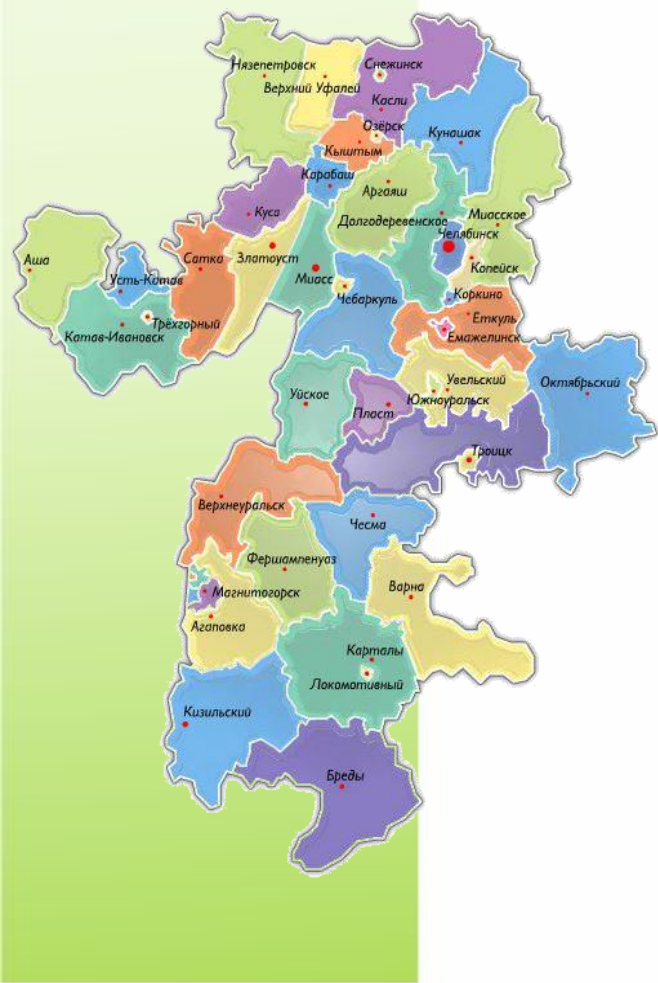 Нязепетровск
Снежинск
Верхний Уфалей
Касли
Озёрск
Кунашак
Кыштым
Карабаш
Аргаяш
Куса
Долгодеревенское
Миасское
Челябинск
Аша
Сатка
Златоуст
Копейск
Усть-Катав
Миасс
Чебаркуль
Коркино
Трёхгорный
Еткуль
Катав-Ивановск
Емажелинск
Увельский
Октябрьский
Уйское
Южноуральск
Пласт
Троицк
Верхнеуральск
Чесма
Фершампенуаз
Варна
Магнитогорск
Агаповка
Карталы
Локомотивный
Кизильский
Бреды